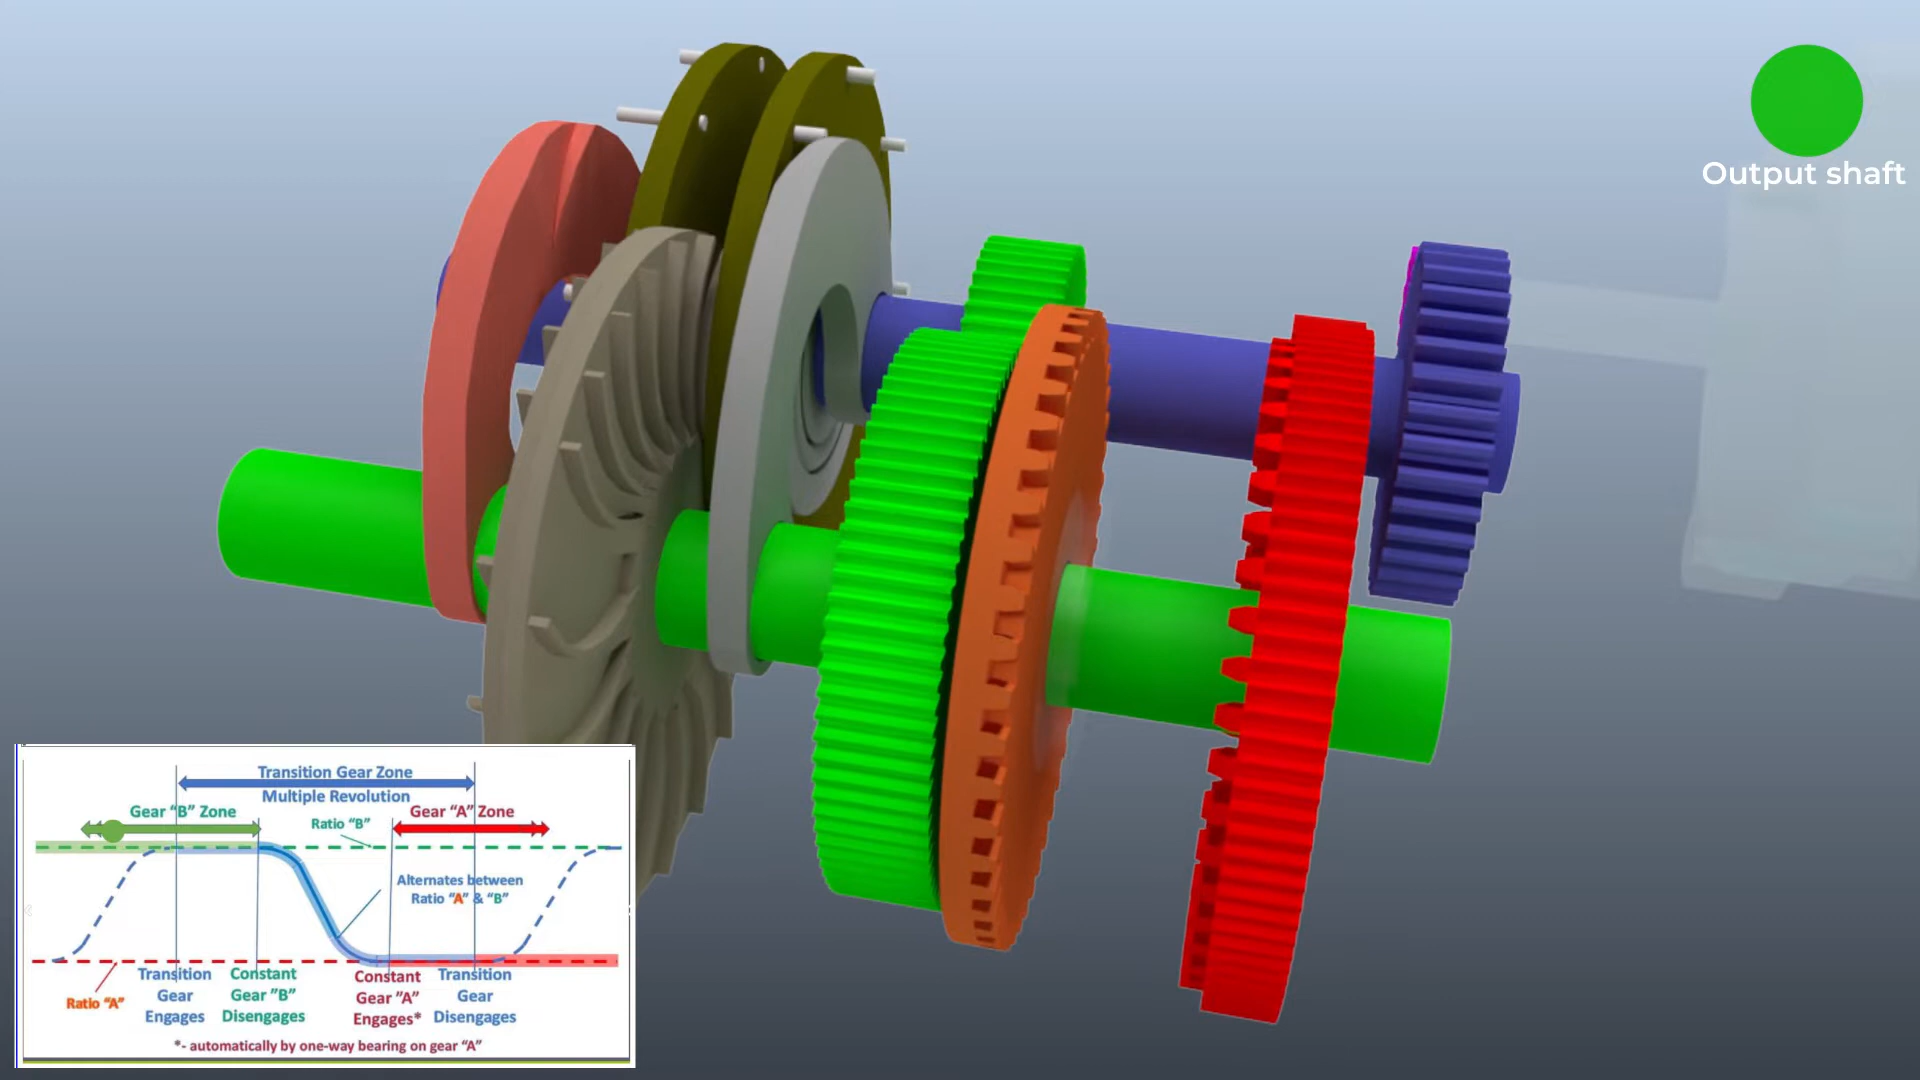 Output shaft
Transition Gear Zone
Multiple Revolution
Gear “B” Zone
Gear “A” Zone
Ratio “B”
Alternates between
Ratio “A” & “B”
Ratio “A”
Transition
Gear
Engages
Constant
Gear ”B”
Disengages
Constant
Gear ”A”
Engages*
Transition
Gear
Disengages
*- automatically by one-way bearing on gear “A”